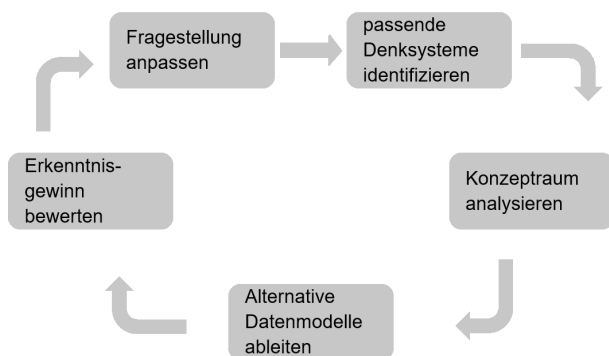 Fragestellung
anpassen
passende
Denksysteme
identifizieren
Konzeptraum
analysieren
Alternative
Datenmodelle
ableiten
Erkenntnis-
gewinn
bewerten